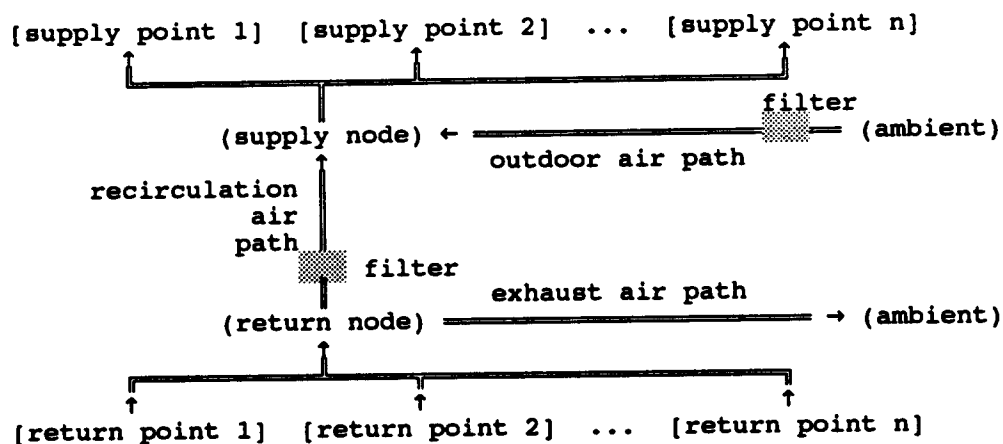 [supply point 1] [supply point 2] ... [supply point n]
filter
(supply node) ← (ambient)
outdoor air path
recirculation
air
path
filter
exhaust air path
(return node) → (ambient)
[return point 1] [return point 2] ... [return point n]